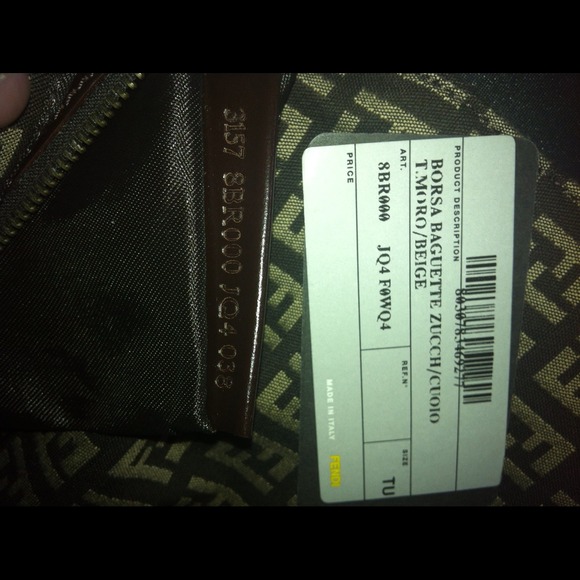 3157 8BR000 JQ4 038
PRODUCT DESCRIPTION
BORSA BAGUETTE ZUCCH/CUOIO
T.MORO/BEIGE
ART.
8BR000 JQ4 F0WQ4
REF.N°
SIZE
TU
PRICE
MADE IN ITALY
FENDI